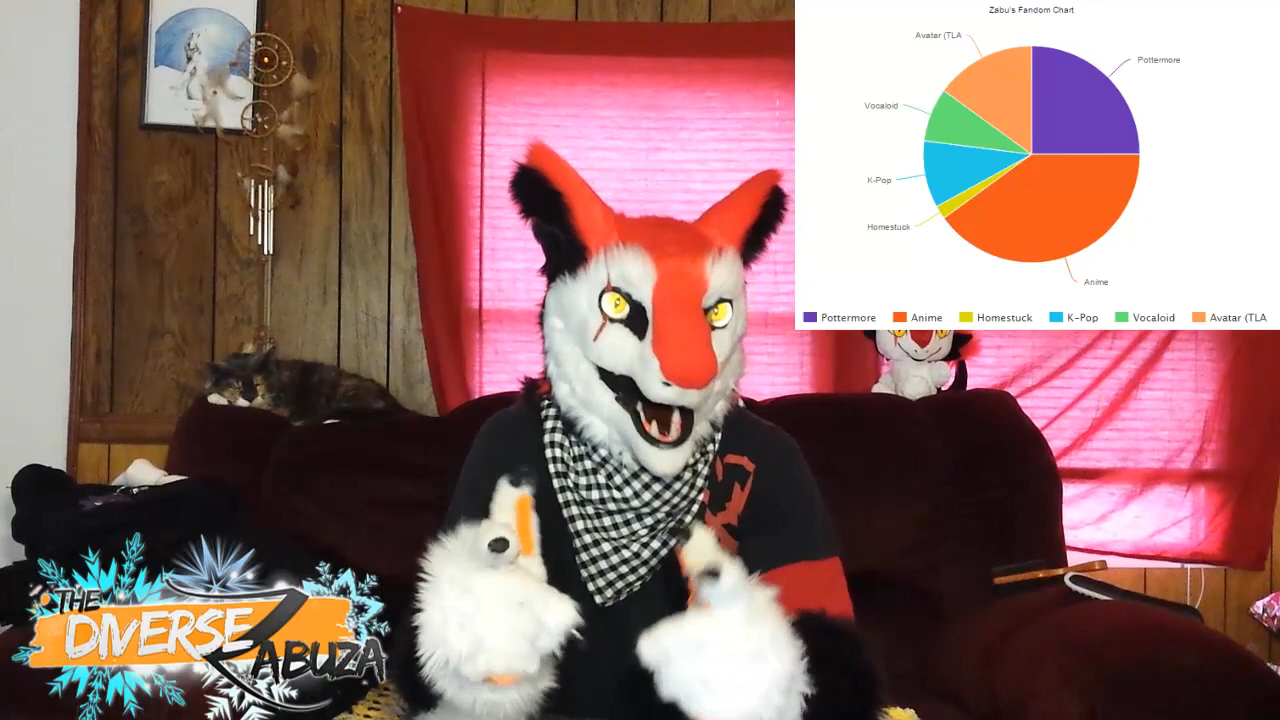 Zabu's Fandom Chart
Avatar (TLA
Pottermore
Vocaloid
K-Pop
Homestuck
Anime
Pottermore Anime Homestuck K-Pop Vocaloid Avatar (TLA
THE
DIVERSE
ZABUZA